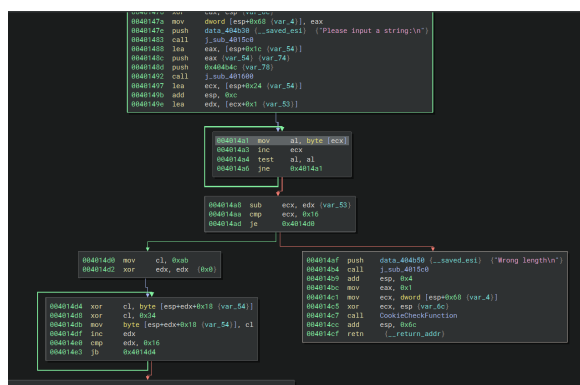 0040147a mov dword [esp+0x68 {var_4}], eax
0040147e push data_404b30 {__saved_esi} {"Please input a string:\n"}
00401483 call j_sub_4015c0
00401488 lea eax, [esp+0x1c {var_54}]
0040148c push eax {var_54} {var_74}
0040148d push 0x404b4c {var_78}
00401492 call j_sub_401600
00401497 lea ecx, [esp+0x24 {var_54}]
0040149b add esp, 0xc
0040149e lea edx, [ecx+0x1 {var_53}]
004014a1 mov al, byte [ecx]
004014a3 inc ecx
004014a4 test al, al
004014a6 jne 0x4014a1
004014a8 sub ecx, edx {var_53}
004014aa cmp ecx, 0x16
004014ad je 0x4014d0
004014d0 mov cl, 0xab
004014d2 xor edx, edx {0x0}
004014af push data_404b50 {__saved_esi} {"Wrong length\n"}
004014b4 call j_sub_4015c0
004014b9 add esp, 0x4
004014bc mov eax, 0x1
004014c1 mov ecx, dword [esp+0x68 {var_4}]
004014c5 xor ecx, esp {var_6c}
004014c7 call CookieCheckFunction
004014cc add esp, 0x6c
004014cf retn {__return_addr}
004014d4 xor cl, byte [esp+edx+0x18 {var_54}]
004014d8 xor cl, 0x34
004014db mov byte [esp+edx+0x18 {var_54}], cl
004014df inc edx
004014e0 cmp edx, 0x16
004014e3 jb 0x4014d4